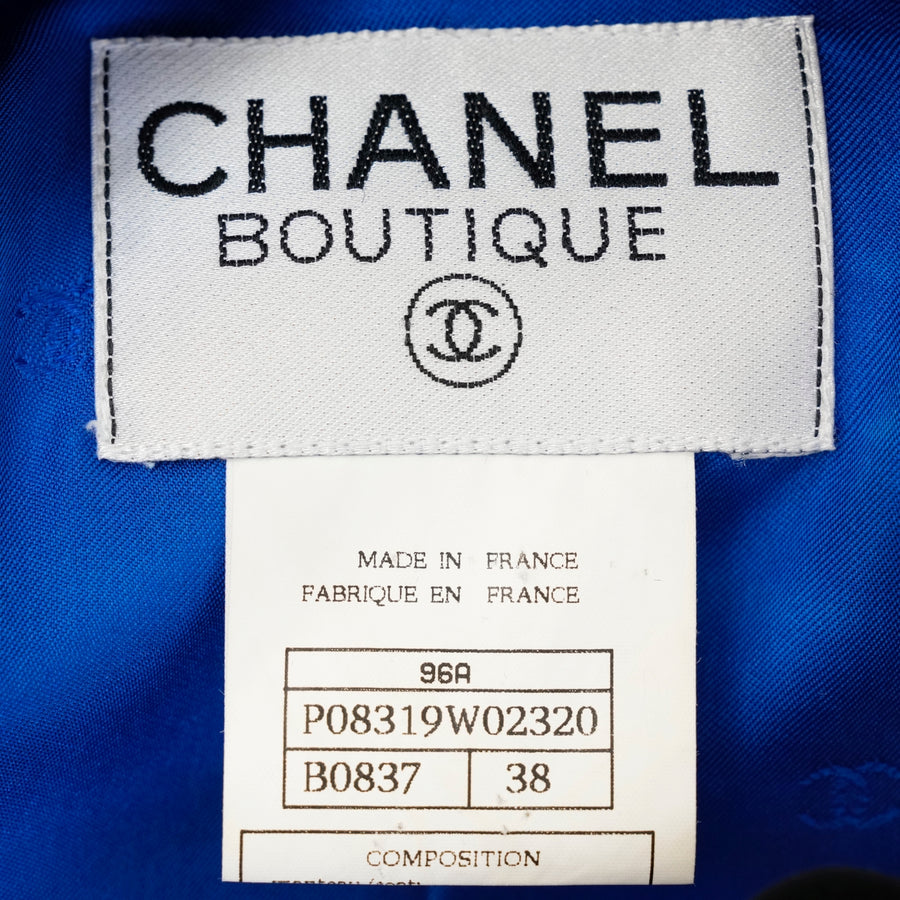 CHANEL
BOUTIQUE
MADE IN FRANCE
FABRIQUE EN FRANCE
96A
P08319W02320
B0837 38
COMPOSITION